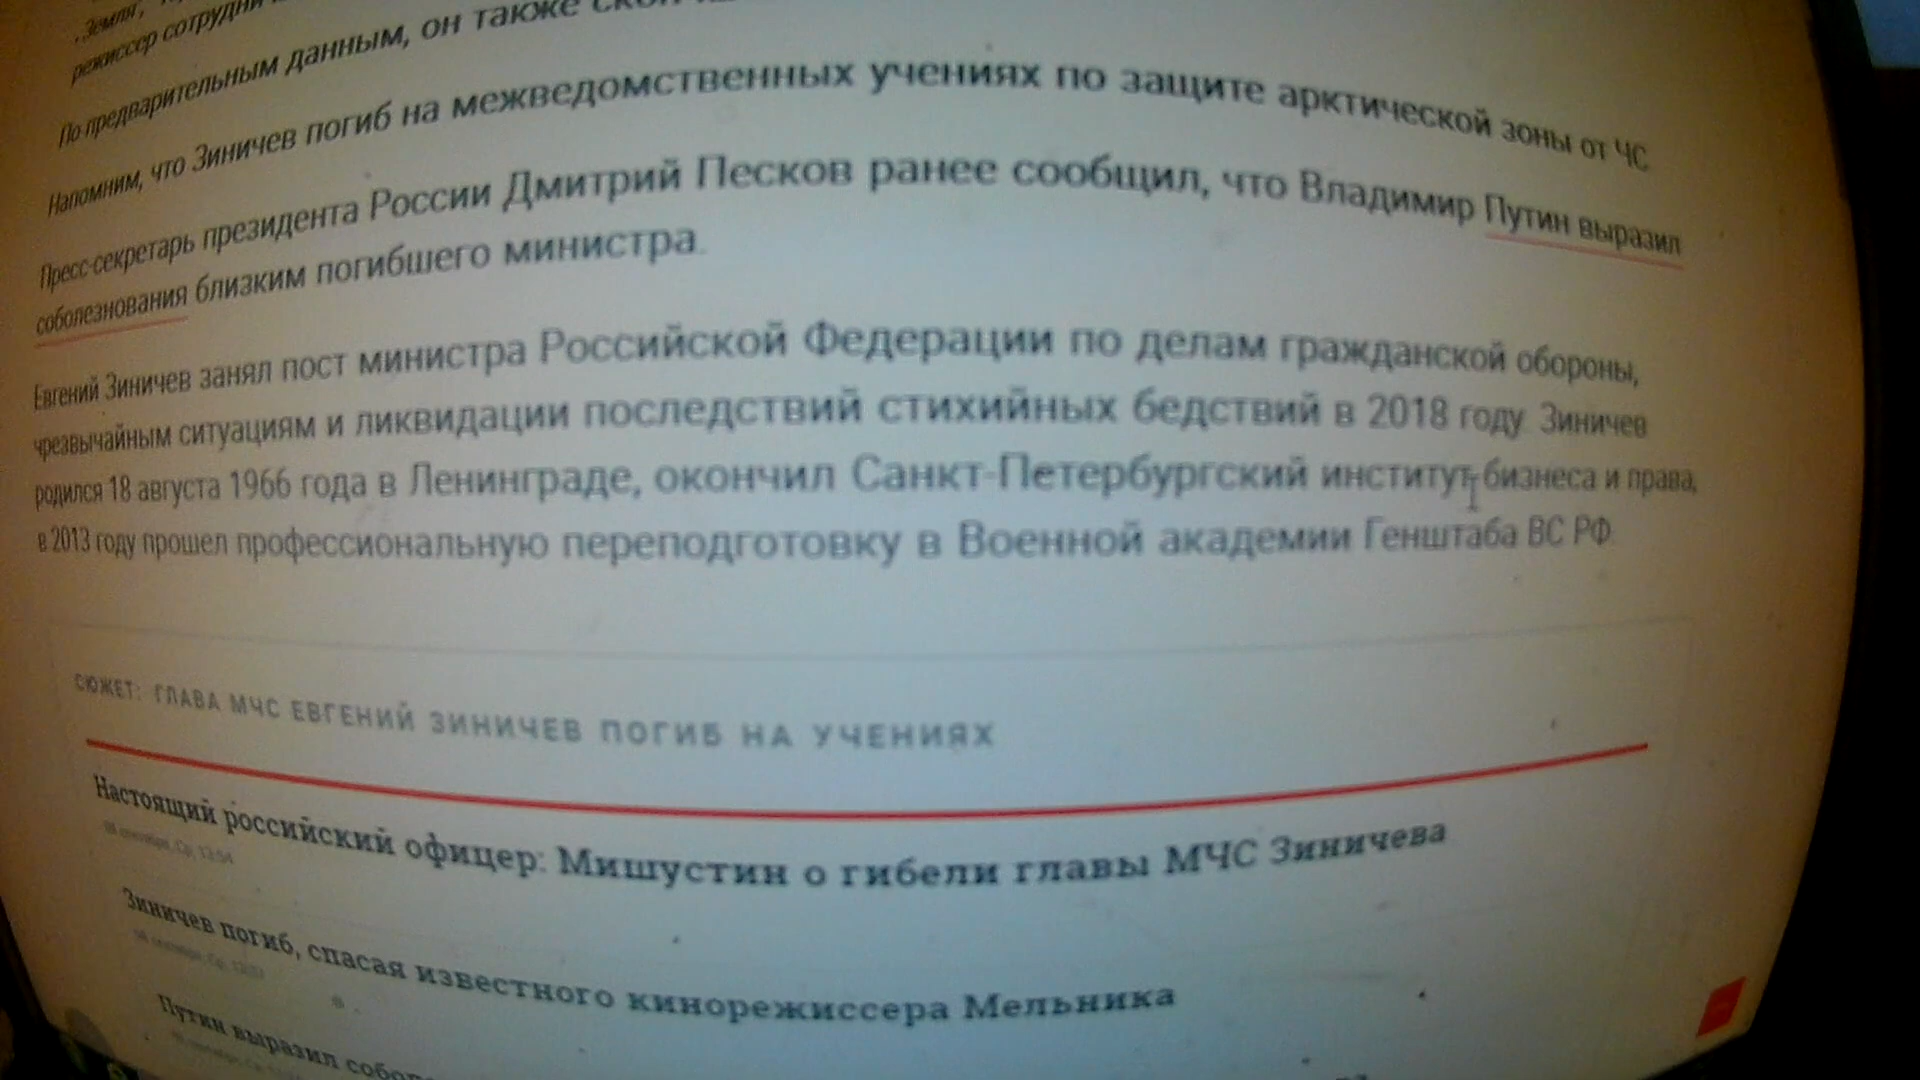 „Земля",
режиссер сотрудни
По предварительным данным, он также
Напомним, что Зиничев погиб на межведомственных учениях по защите арктической зоны от ЧС.
Пресс-секретарь президента России Дмитрий Песков ранее сообщил, что Владимир Путин выразил
соболезнования близким погибшего министра.
Евгений Зиничев занял пост министра Российской Федерации по делам гражданской обороны,
чрезвычайным ситуациям и ликвидации последствий стихийных бедствий в 2018 году. Зиничев
родился 18 августа 1966 года в Ленинграде, окончил Санкт-Петербургский институт бизнеса и права,
в 2013 году прошел профессиональную переподготовку в Военной академии Генштаба ВС РФ.
СЮЖЕТ: ГЛАВА МЧС ЕВГЕНИЙ ЗИНИЧЕВ ПОГИБ НА УЧЕНИЯХ
Настоящий российский офицер: Мишустин о гибели главы МЧС Зиничева
Зиничев погиб, спасая известного кинорежиссера Мельника
Путин выразил собол